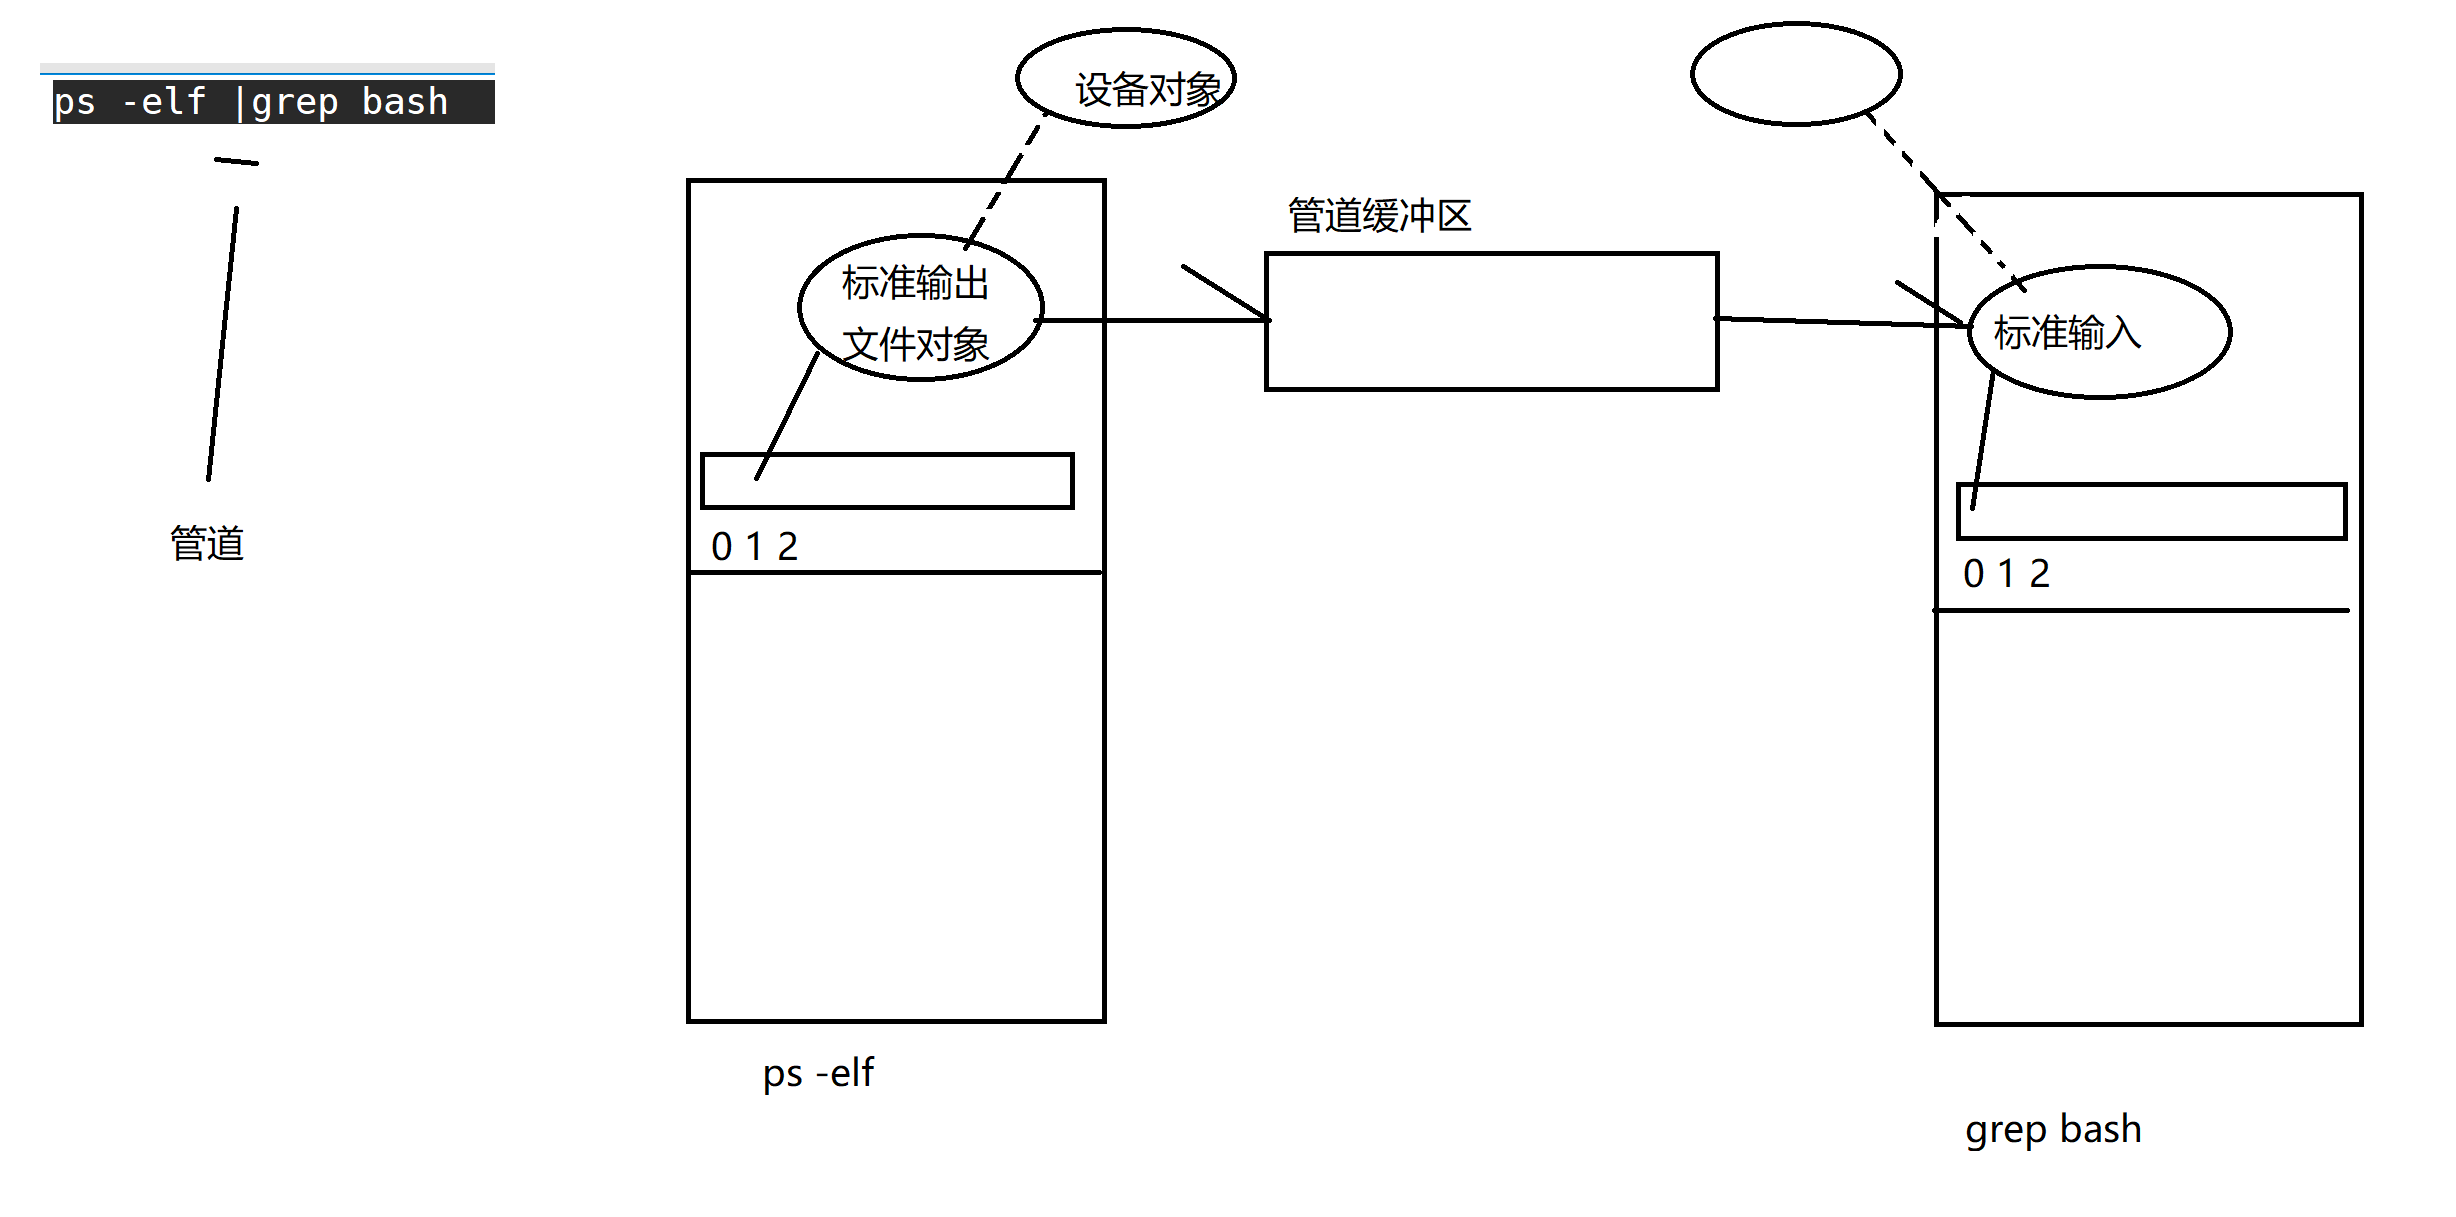 ps -elf |grep bash
管道
设备对象
标准输出
文件对象
0 1 2
ps -elf
管道缓冲区
标准输入
0 1 2
grep bash